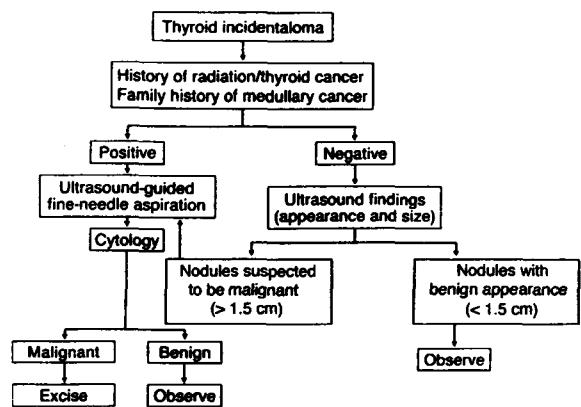 Thyroid incidentaloma
History of radiation/thyroid cancer
Family history of medullary cancer
Positive
Negative
Ultrasound-guided
fine-needle aspiration
Ultrasound findings
(appearance and size)
Cytology
Nodules suspected
to be malignant
(> 1.5 cm)
Nodules with
benign appearance
(< 1.5 cm)
Malignant
Benign
Observe
Excise
Observe